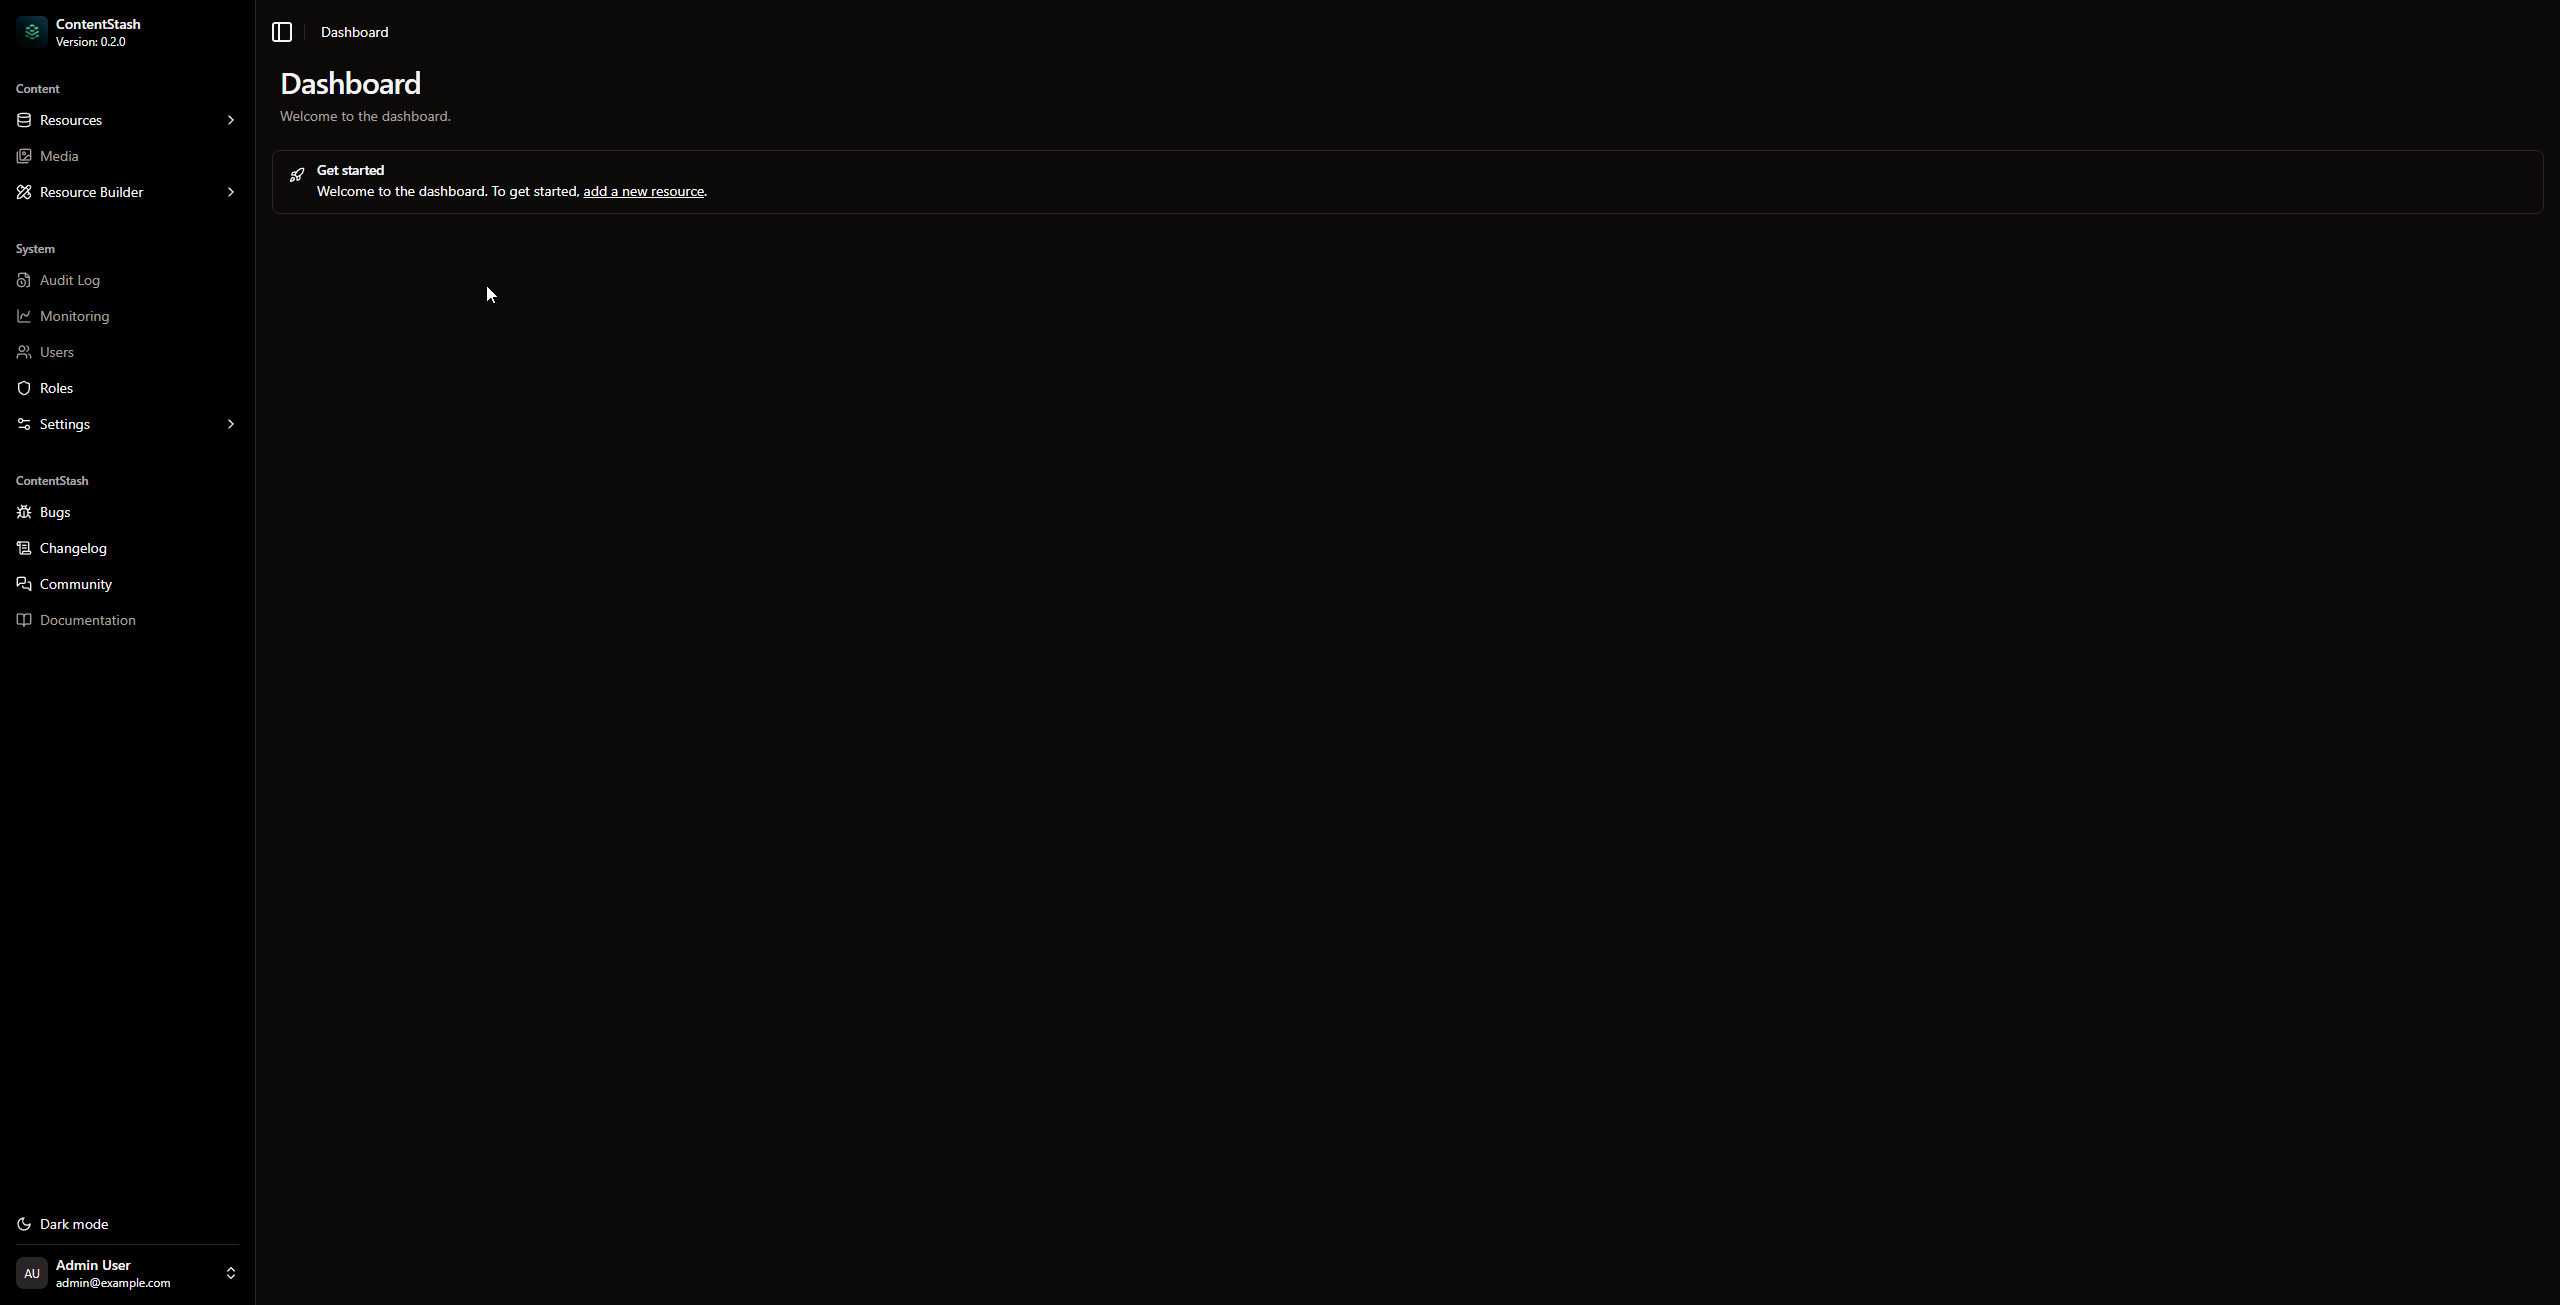 ContentStash
Version: 0.2.0
Content
Resources
Media
Resource Builder
System
Audit Log
Monitoring
Users
Roles
Settings
ContentStash
Bugs
Changelog
Community
Documentation
Dark mode
AU
Admin User
admin@example.com
Dashboard
Dashboard
Welcome to the dashboard.
Get started
Welcome to the dashboard. To get started, add a new resource.